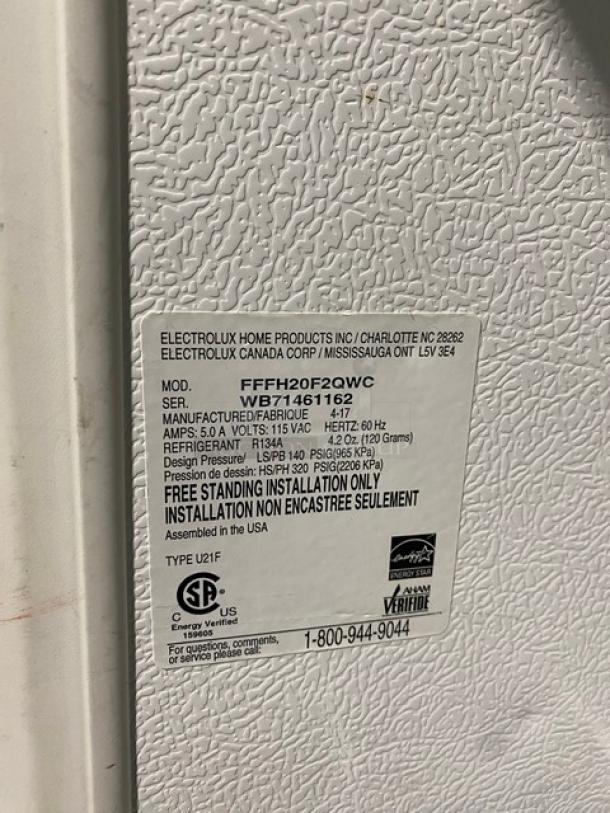 ELECTROLUX HOME PRODUCTS INC / CHARLOTTE NC 28262
ELECTROLUX CANADA CORP / MISSISSAUGA ONT L5V 3E4
MOD. FFFH20F2QWC
SER. WB71461162
MANUFACTURED/FABRIQUE 4-17
AMPS: 5.0 A VOLTS: 115 VAC HERTZ: 60 Hz
REFRIGERANT R134A 4.2 Oz. (120 Grams)
Design Pressure/ LS/PB 140 PSIG(965 KPa)
Pression de dessin: HS/PH 320 PSIG(2206 KPa)
FREE STANDING INSTALLATION ONLY
INSTALLATION NON ENCASTREE SEULEMENT
Assembled in the USA
TYPE U21F
energy
ENERGY STAR
SA
C US
Energy Verified
159605
AHAM
VERIFIDE
For questions, comments,
or service please call: 1-800-944-9044